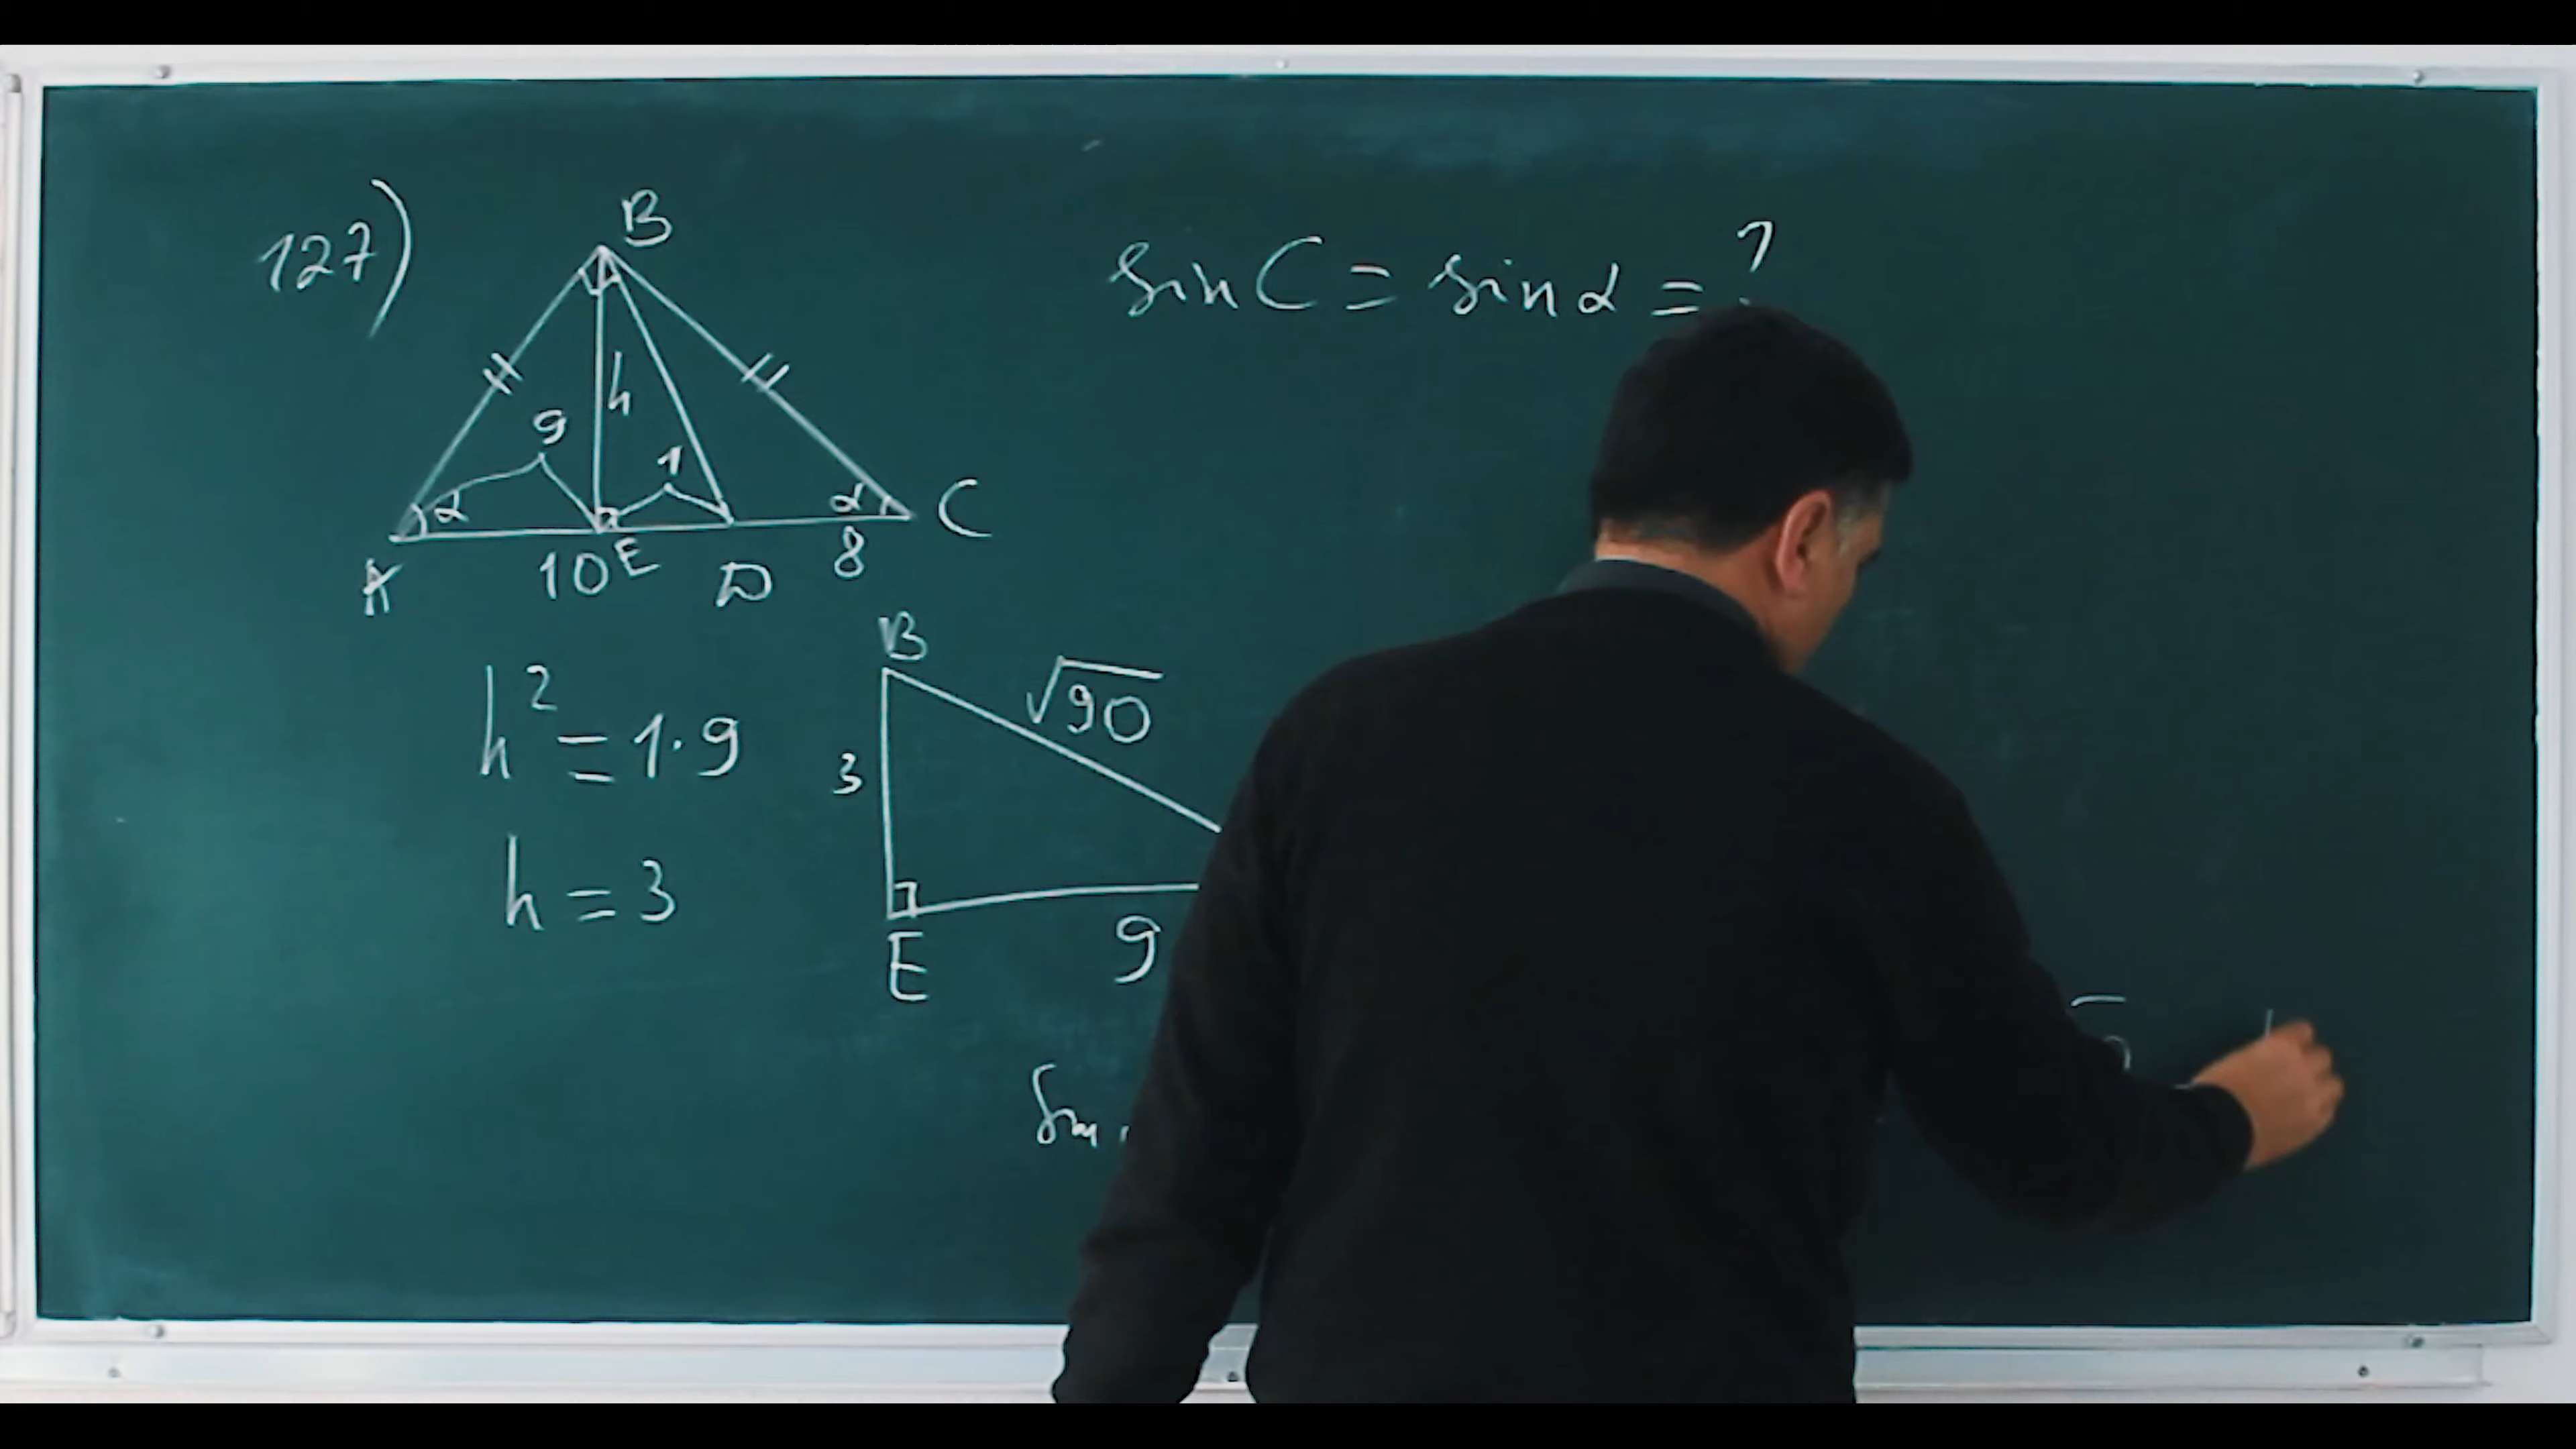 127)
sin C = sin α = ?
B
h
9
1
α
α
C
A
10
E
D
8
h² = 1·9
h = 3
B
√90
3
E
9